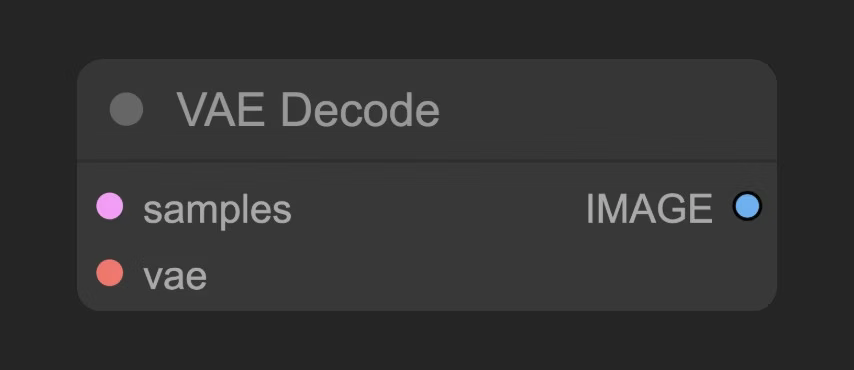 VAE Decode
samples
IMAGE
vae